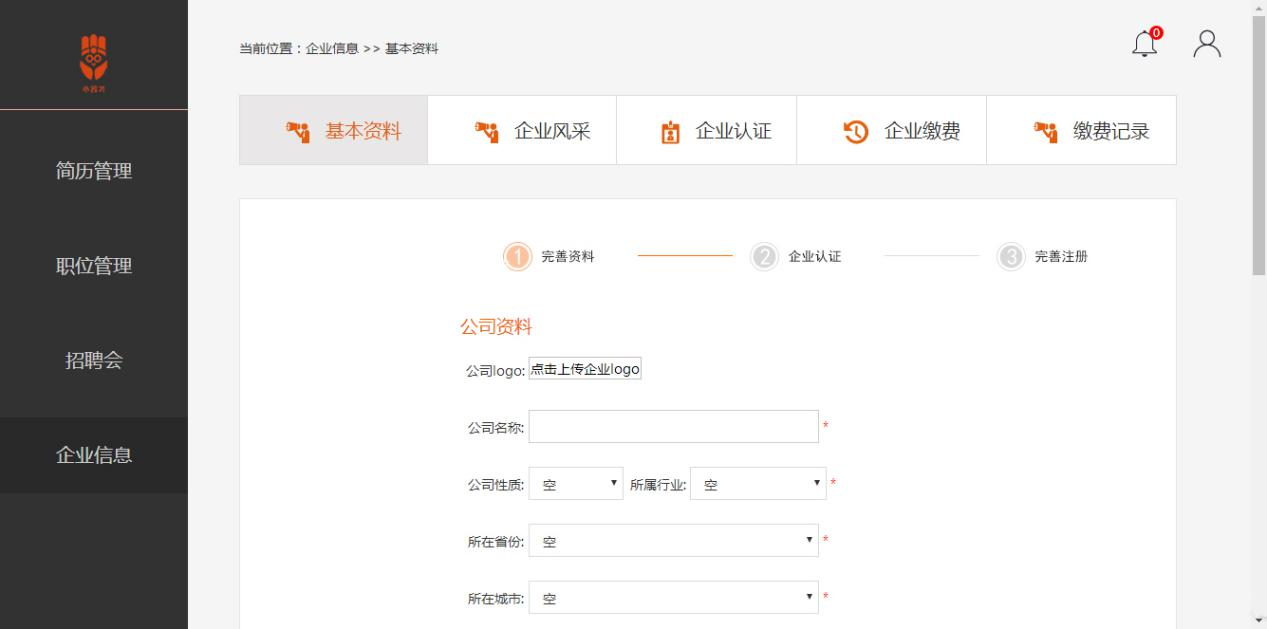 当前位置：企业信息 >> 基本资料
0
简历管理
职位管理
招聘会
企业信息
基本资料
企业风采
企业认证
企业缴费
缴费记录
1 完善资料
2 企业认证
3 完善注册
公司资料
公司logo: 点击上传企业logo
公司名称: *
公司性质: 空 所属行业: 空 *
所在省份: 空 *
所在城市: 空 *